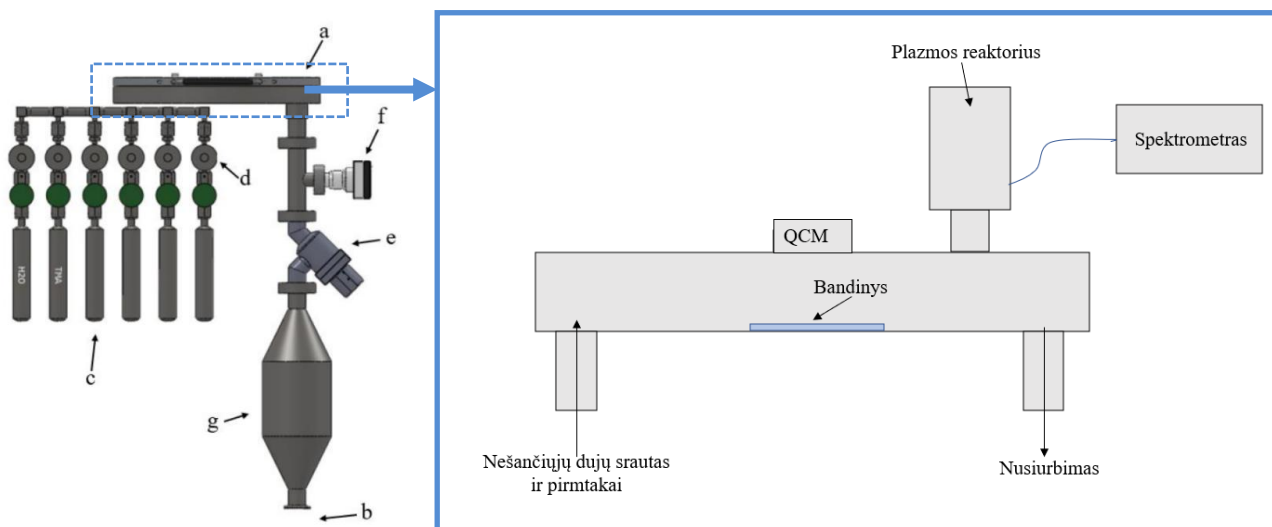 a
f
d
e
H2O
TMA
c
g
b
Plazmos reaktorius
Spektrometras
QCM
Bandinys
Nešančiųjų dujų srautas
ir pirmtakai
Nusiurbimas